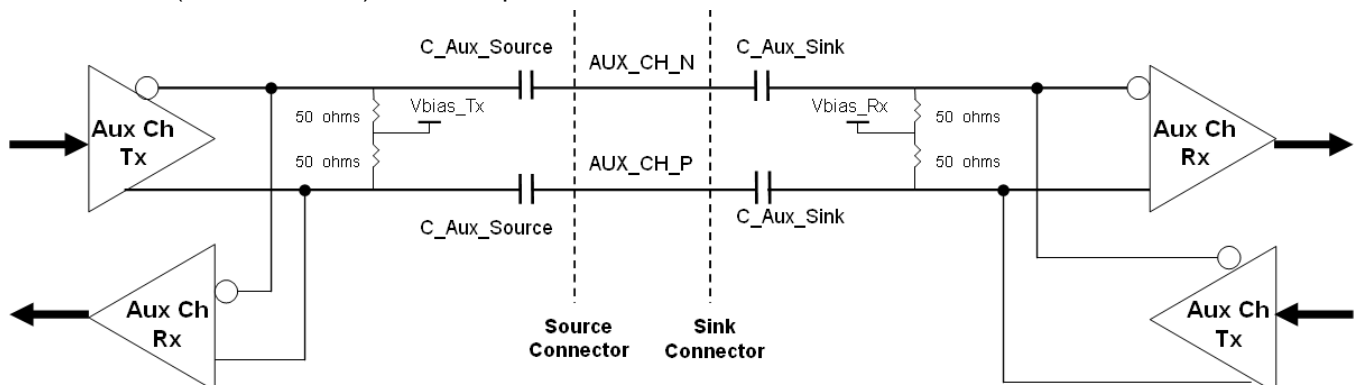 C_Aux_Source
AUX_CH_N
C_Aux_Sink
Aux Ch
Tx
50 ohms
Vbias_Tx
50 ohms
Vbias_Rx
50 ohms
50 ohms
Aux Ch
Rx
AUX_CH_P
C_Aux_Source
C_Aux_Sink
Aux Ch
Rx
Source
Connector
Sink
Connector
Aux Ch
Tx